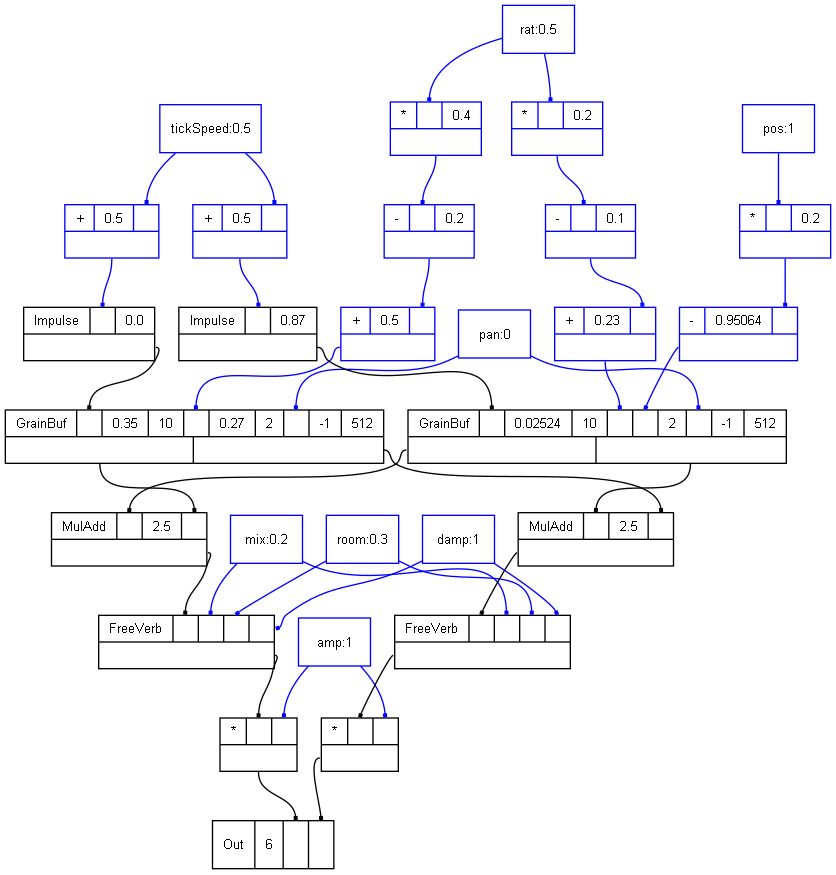 rat:0.5
* 0.4
* 0.2
tickSpeed:0.5
pos:1
+ 0.5
+ 0.5
- 0.2
- 0.1
* 0.2
Impulse 0.0
Impulse 0.87
+ 0.5
pan:0
+ 0.23
- 0.95064
GrainBuf 0.35 10 0.27 2 -1 512
GrainBuf 0.02524 10 2 -1 512
MulAdd 2.5
mix:0.2
room:0.3
damp:1
MulAdd 2.5
FreeVerb
amp:1
FreeVerb
*
*
Out 6